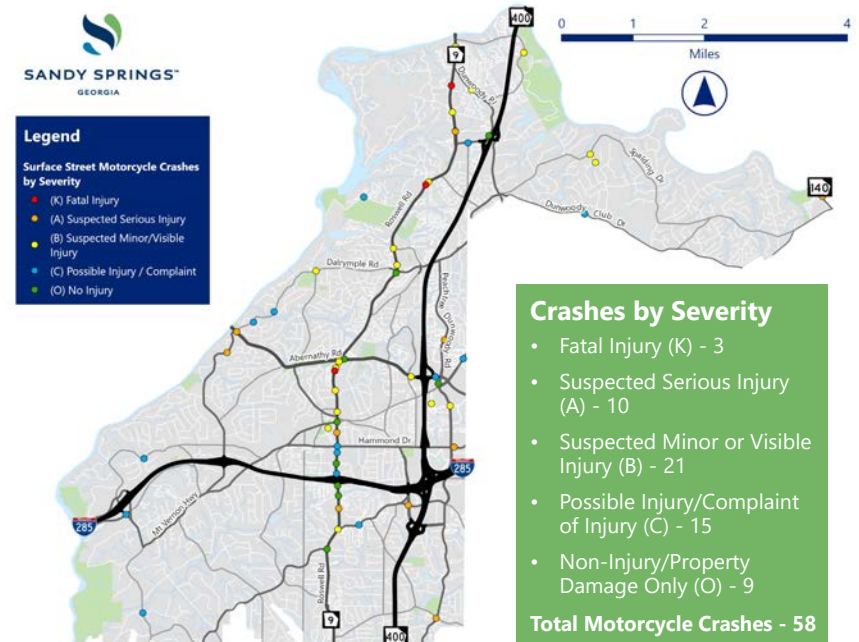 SANDY SPRINGS™
GEORGIA
Legend
Surface Street Motorcycle Crashes
by Severity
(K) Fatal Injury
(A) Suspected Serious Injury
(B) Suspected Minor/Visible
Injury
(C) Possible Injury / Complaint
(O) No Injury
400
9
0 1 2 4
Miles
N
Dunwoody Pl
Spalding Dr
140
Roswell Rd
Dunwoody Club Dr
Dalrymple Rd
Peachtree Dunwoody Rd
Abernathy Rd
Hammond Dr
285
Mt Vernon Hwy
285
Roswell Rd
9
400
Crashes by Severity
• Fatal Injury (K) - 3
• Suspected Serious Injury
(A) - 10
• Suspected Minor or Visible
Injury (B) - 21
• Possible Injury/Complaint
of Injury (C) - 15
• Non-Injury/Property
Damage Only (O) - 9
Total Motorcycle Crashes - 58